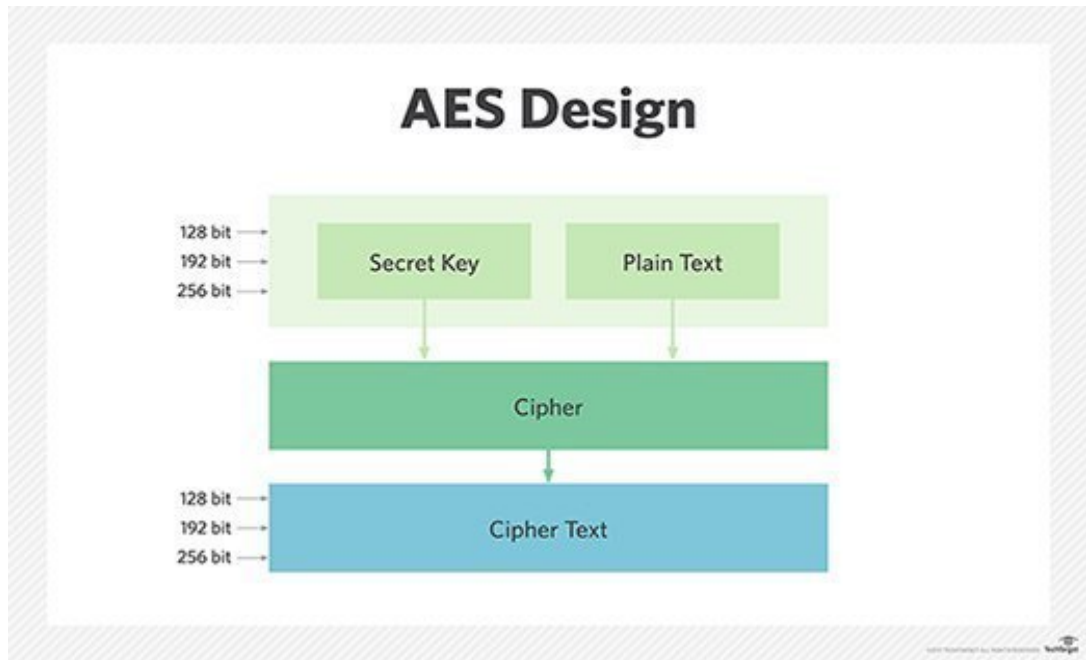 AES Design
128 bit
192 bit
256 bit
Secret Key
Plain Text
Cipher
128 bit
192 bit
256 bit
Cipher Text
TechTarget